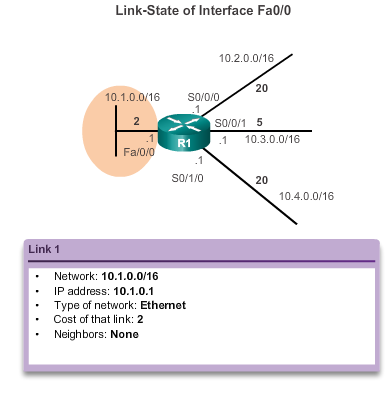 Link-State of Interface Fa0/0
10.2.0.0/16
20
10.1.0.0/16
S0/0/0
.1
2
S0/0/1
5
.1
R1
.1
10.3.0.0/16
Fa/0/0
.1
S0/1/0
20
10.4.0.0/16
Link 1
• Network: 10.1.0.0/16
• IP address: 10.1.0.1
• Type of network: Ethernet
• Cost of that link: 2
• Neighbors: None